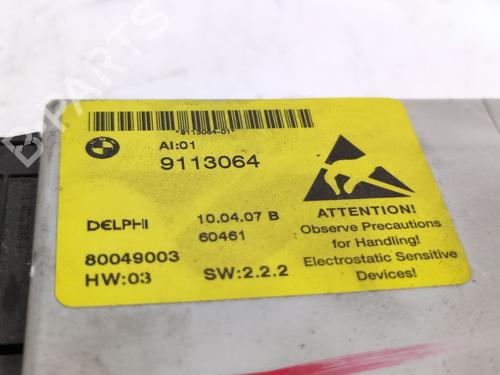 B-PARTS
*9113064-01*
AI:01
9113064
DELPHI
10.04.07 B
60461
80049003
HW:03
SW:2.2.2
ATTENTION!
Observe Precautions
for Handling!
Electrostatic Sensitive
Devices!